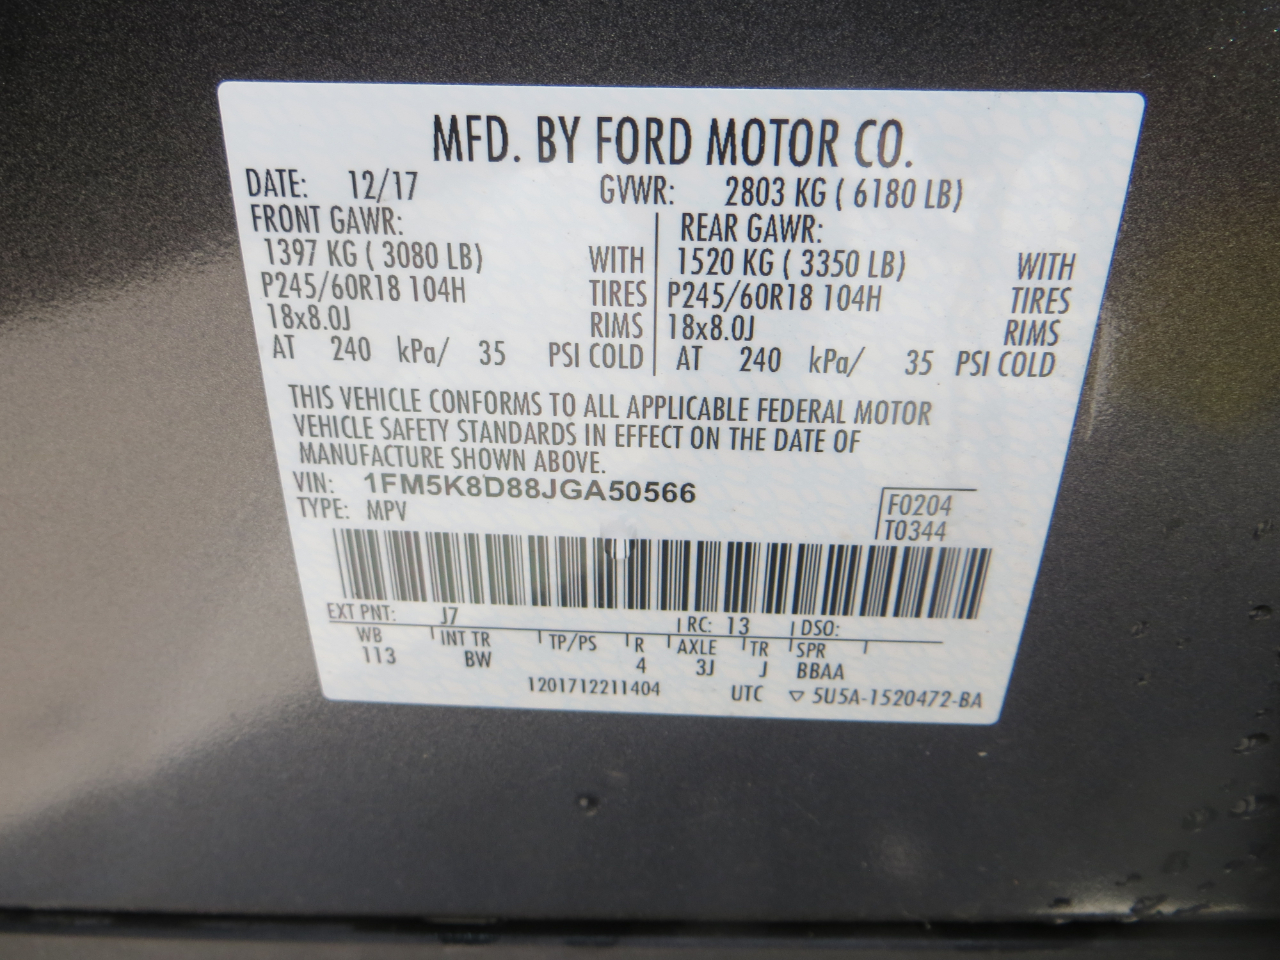 MFD. BY FORD MOTOR CO.
DATE: 12/17 GVWR: 2803 KG ( 6180 LB)
FRONT GAWR: REAR GAWR:
1397 KG ( 3080 LB) WITH 1520 KG ( 3350 LB) WITH
P245/60R18 104H TIRES P245/60R18 104H TIRES
18x8.0J RIMS 18x8.0J RIMS
AT 240 kPa/ 35 PSI COLD AT 240 kPa/ 35 PSI COLD
THIS VEHICLE CONFORMS TO ALL APPLICABLE FEDERAL MOTOR
VEHICLE SAFETY STANDARDS IN EFFECT ON THE DATE OF
MANUFACTURE SHOWN ABOVE.
VIN: 1FM5K8D88JGA50566
TYPE: MPV
F0204
T0344
EXT PNT: J7 RC: 13 DSO:
WB INT TR TP/PS R AXLE TR SPR
113 BW 4 3J J BBAA
1201712211404 UTC ▽ 5U5A-1520472-BA